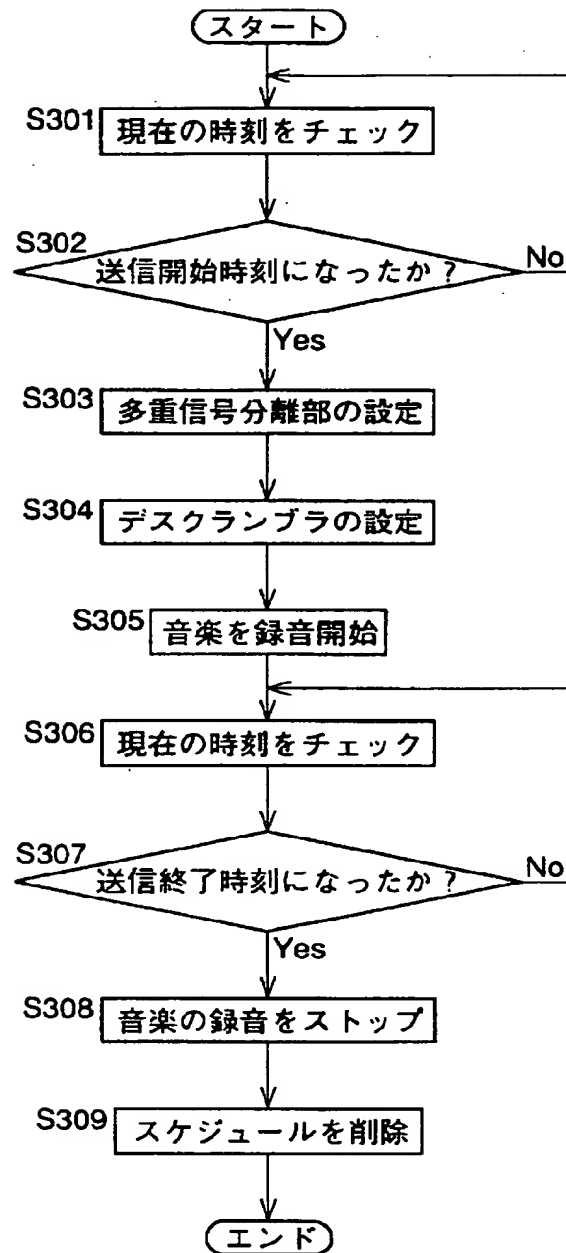 スタート
S301
現在の時刻をチェック
S302
送信開始時刻になったか？
No
Yes
S303
多重信号分離部の設定
S304
デスクランブラの設定
S305
音楽を録音開始
S306
現在の時刻をチェック
S307
送信終了時刻になったか？
No
Yes
S308
音楽の録音をストップ
S309
スケジュールを削除
エンド